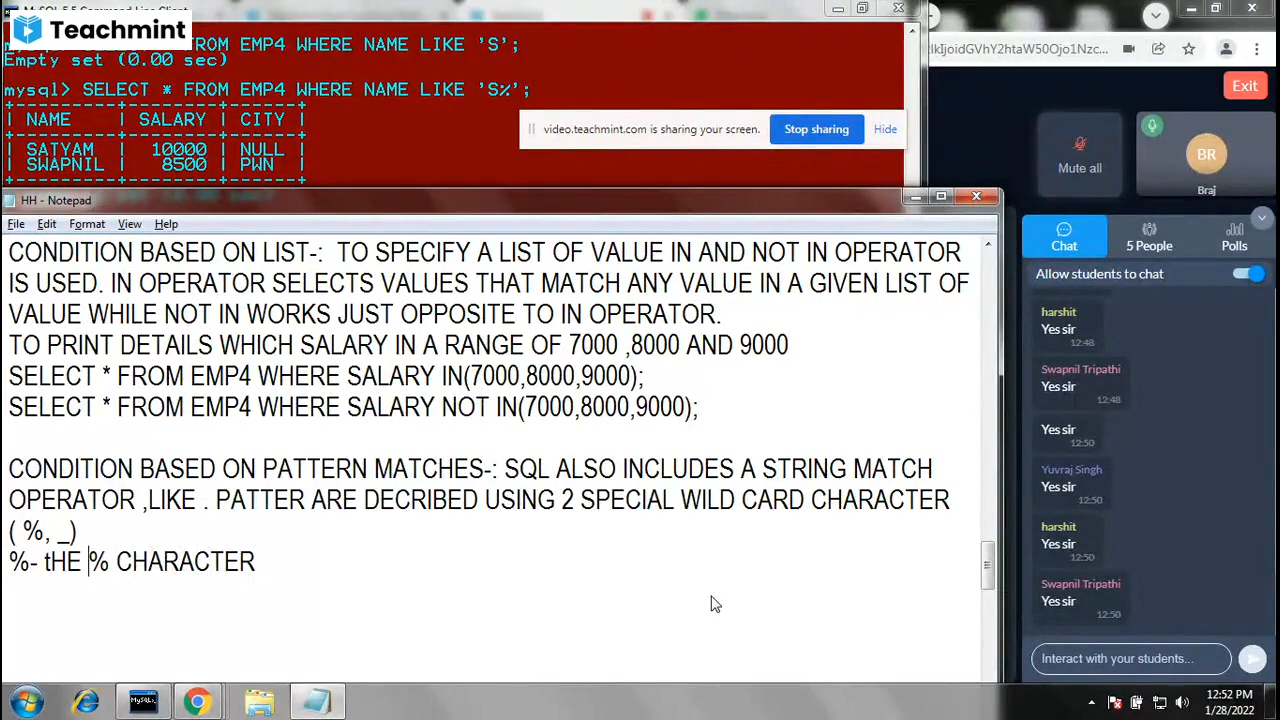 MySQL 5.5 Command Line Client
Teachmint
mysql> SELECT * FROM EMP4 WHERE NAME LIKE 'S';
Empty set (0.00 sec)
mysql> SELECT * FROM EMP4 WHERE NAME LIKE 'S%';
| NAME | SALARY | CITY |
| SATYAM | 10000 | NULL |
| SWAPNIL | 8500 | PWN |
video.teachmint.com is sharing your screen.
Stop sharing
Hide
HH - Notepad
File Edit Format View Help
CONDITION BASED ON LIST-: TO SPECIFY A LIST OF VALUE IN AND NOT IN OPERATOR
IS USED. IN OPERATOR SELECTS VALUES THAT MATCH ANY VALUE IN A GIVEN LIST OF
VALUE WHILE NOT IN WORKS JUST OPPOSITE TO IN OPERATOR.
TO PRINT DETAILS WHICH SALARY IN A RANGE OF 7000 ,8000 AND 9000
SELECT * FROM EMP4 WHERE SALARY IN(7000,8000,9000);
SELECT * FROM EMP4 WHERE SALARY NOT IN(7000,8000,9000);
CONDITION BASED ON PATTERN MATCHES-: SQL ALSO INCLUDES A STRING MATCH
OPERATOR ,LIKE . PATTER ARE DECRIBED USING 2 SPECIAL WILD CARD CHARACTER
( %, _)
%- tHE % CHARACTER
Exit
Mute all
BR
Braj
Chat
5 People
Polls
Allow students to chat
harshit
Yes sir
12:48
Swapnil Tripathi
Yes sir
12:48
Yes sir
12:50
Yuvraj Singh
Yes sir
12:50
harshit
Yes sir
12:50
Swapnil Tripathi
Yes sir
12:50
Interact with your students...
MySQL
12:52 PM
1/28/2022